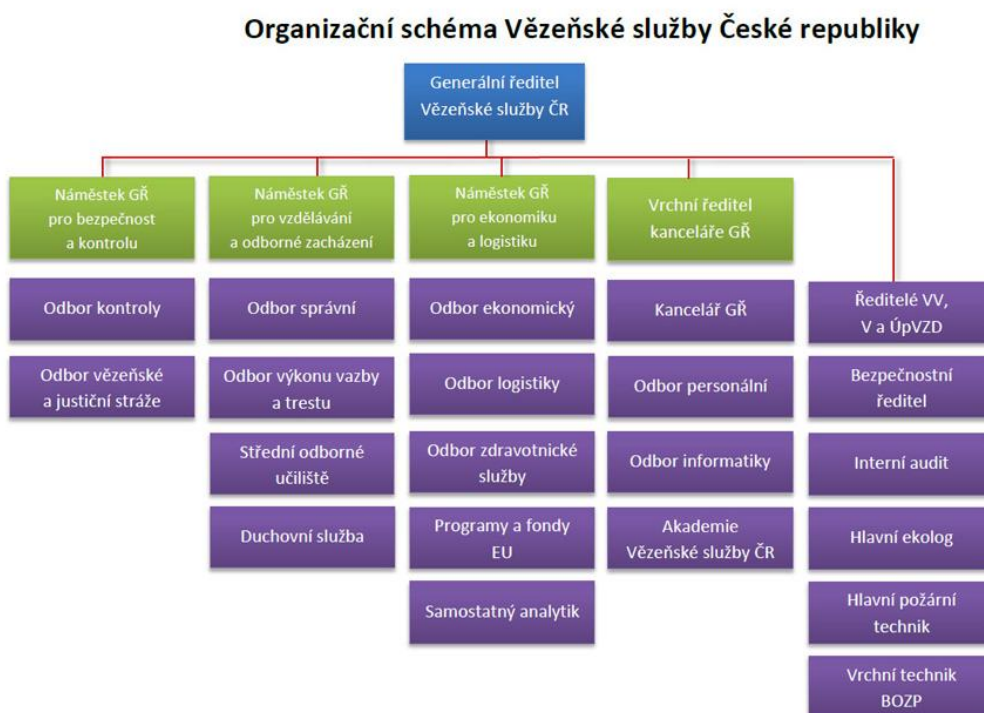 Organizační schéma Vězeňské služby České republiky
Generální ředitel
Vězeňské služby ČR
Náměstek GŘ
pro bezpečnost
a kontrolu
Odbor kontroly
Odbor vězeňské
a justiční stráže
Náměstek GŘ
pro vzdělávání
a odborné zacházení
Odbor správní
Odbor výkonu vazby
a trestu
Střední odborné
učiliště
Duchovní služba
Náměstek GŘ
pro ekonomiku
a logistiku
Odbor ekonomický
Odbor logistiky
Odbor zdravotnické
služby
Programy a fondy
EU
Samostatný analytik
Vrchní ředitel
kanceláře GŘ
Kancelář GŘ
Odbor personální
Odbor informatiky
Akademie
Vězeňské služby ČR
Ředitelé VV,
V a ÚpVZD
Bezpečnostní
ředitel
Interní audit
Hlavní ekolog
Hlavní požární
technik
Vrchní technik
BOZP